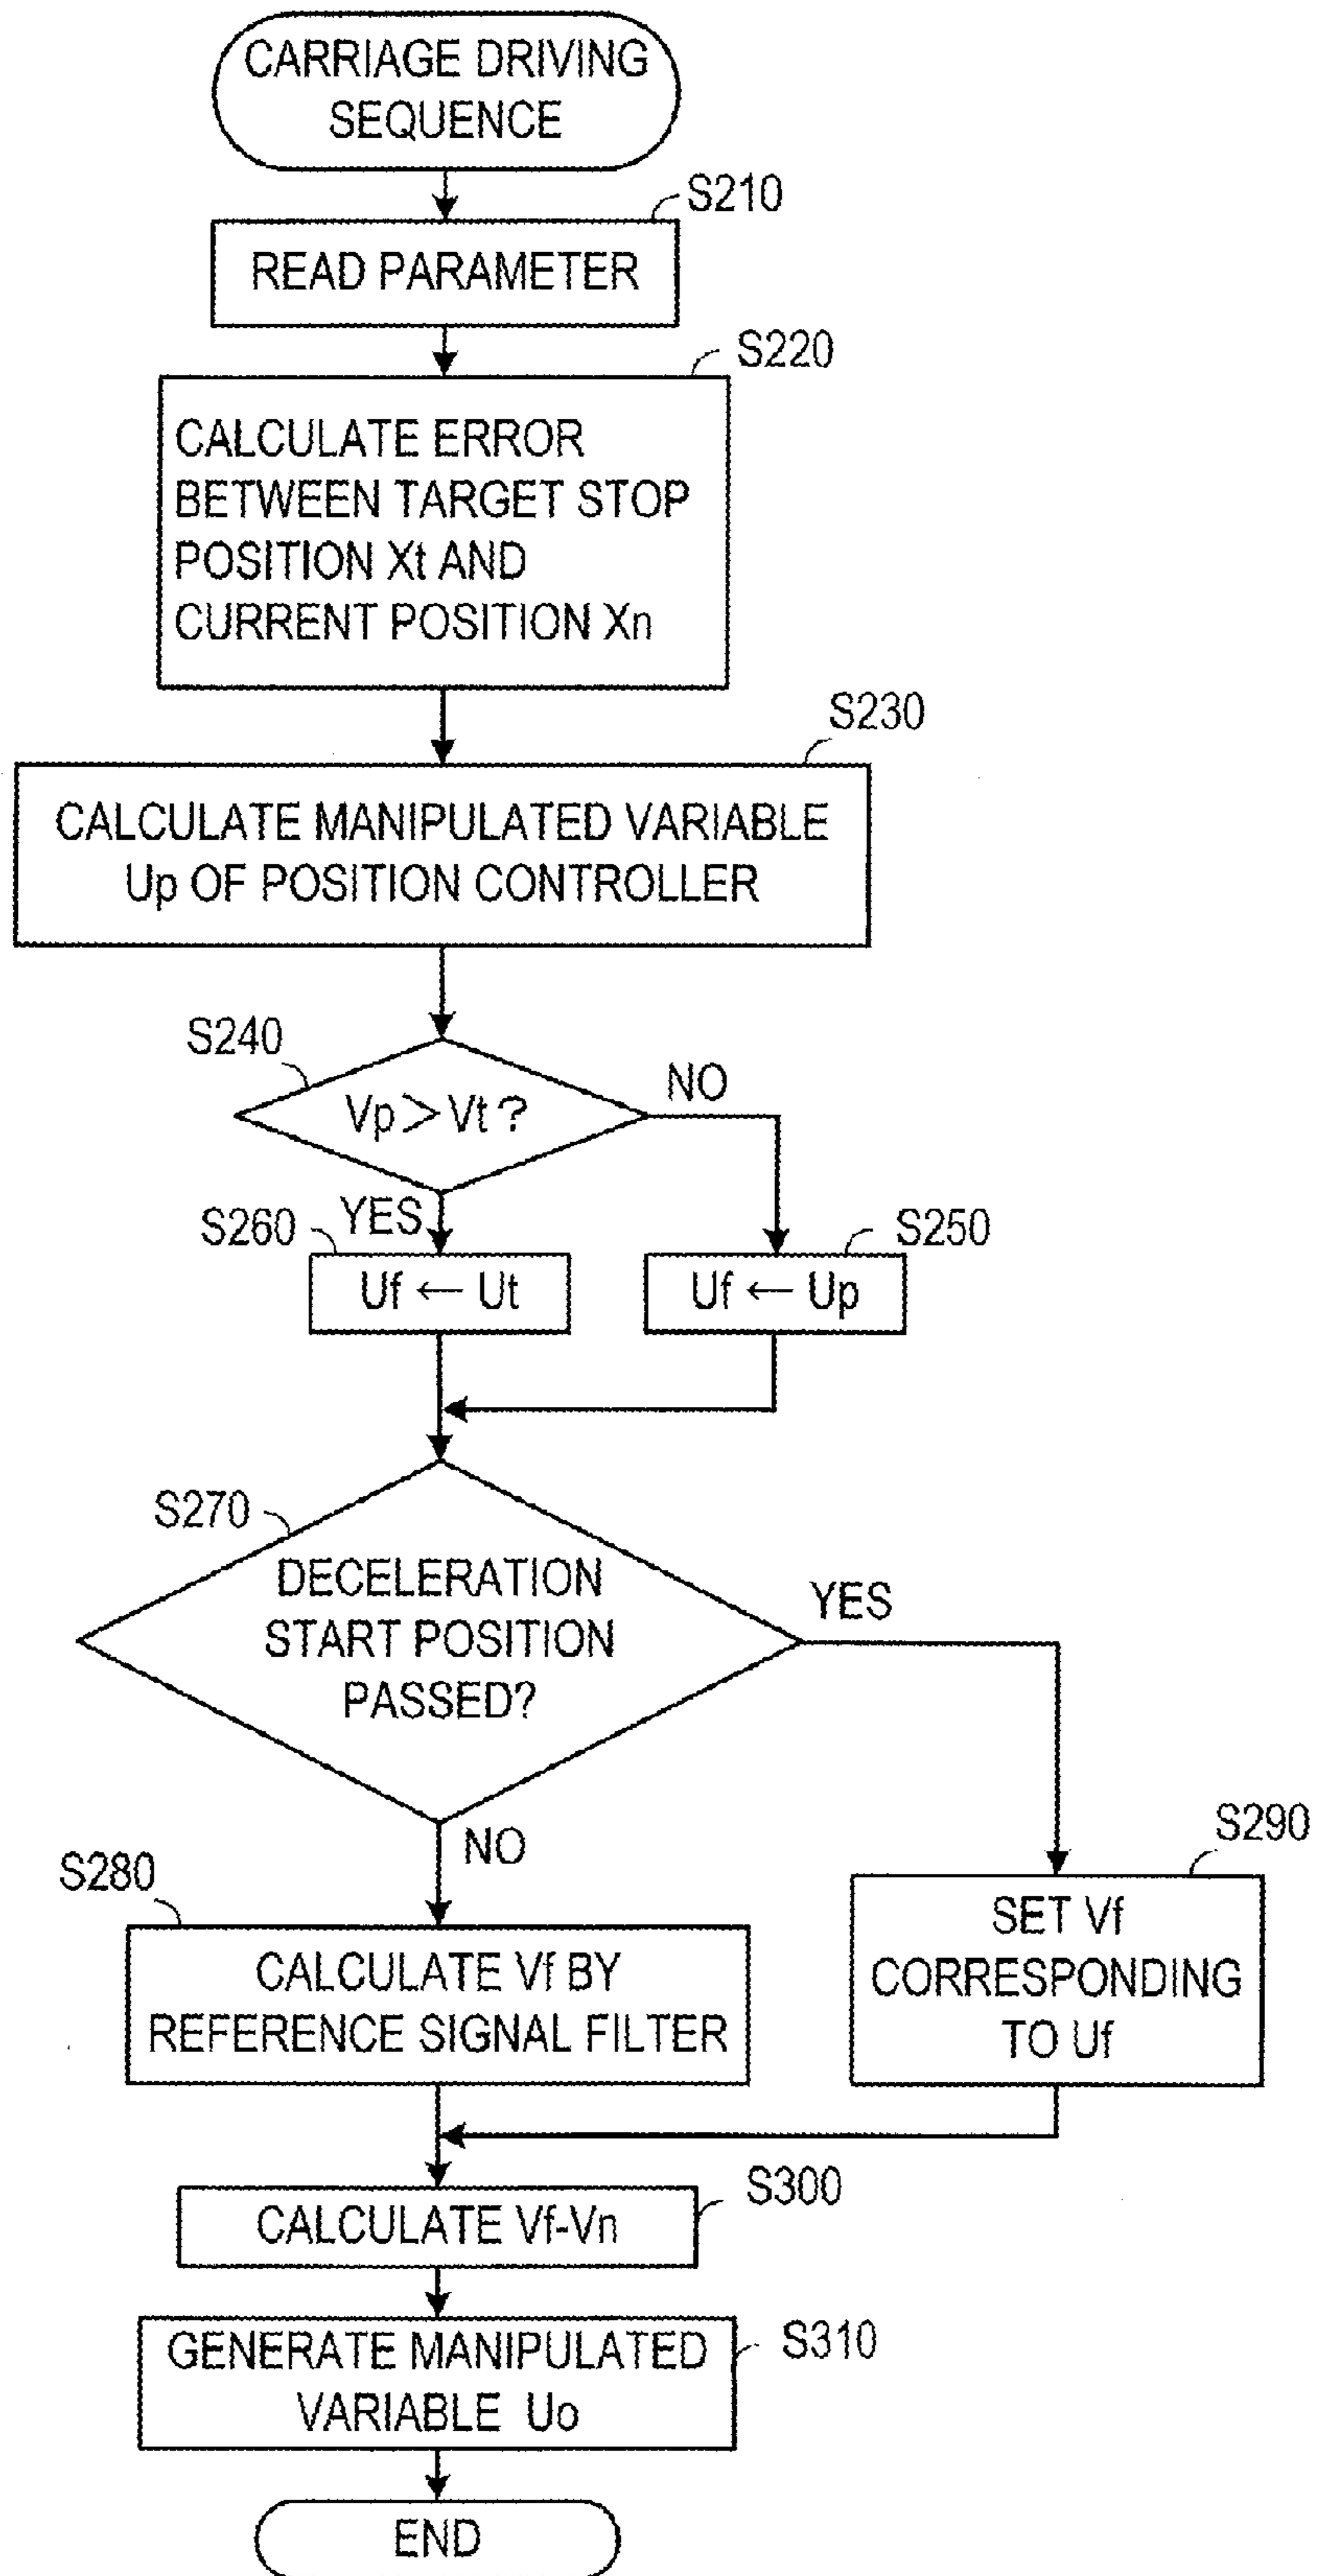 CARRIAGE DRIVING
SEQUENCE
S210
READ PARAMETER
S220
CALCULATE ERROR
BETWEEN TARGET STOP
POSITION Xt AND
CURRENT POSITION Xn
S230
CALCULATE MANIPULATED VARIABLE
Up OF POSITION CONTROLLER
S240
Vp > Vt ?
NO
YES
S260
Uf ← Ut
S250
Uf ← Up
S270
DECELERATION
START POSITION
PASSED?
YES
NO
S280
CALCULATE Vf BY
REFERENCE SIGNAL FILTER
S290
SET Vf
CORRESPONDING
TO Uf
S300
CALCULATE Vf-Vn
S310
GENERATE MANIPULATED
VARIABLE Uo
END